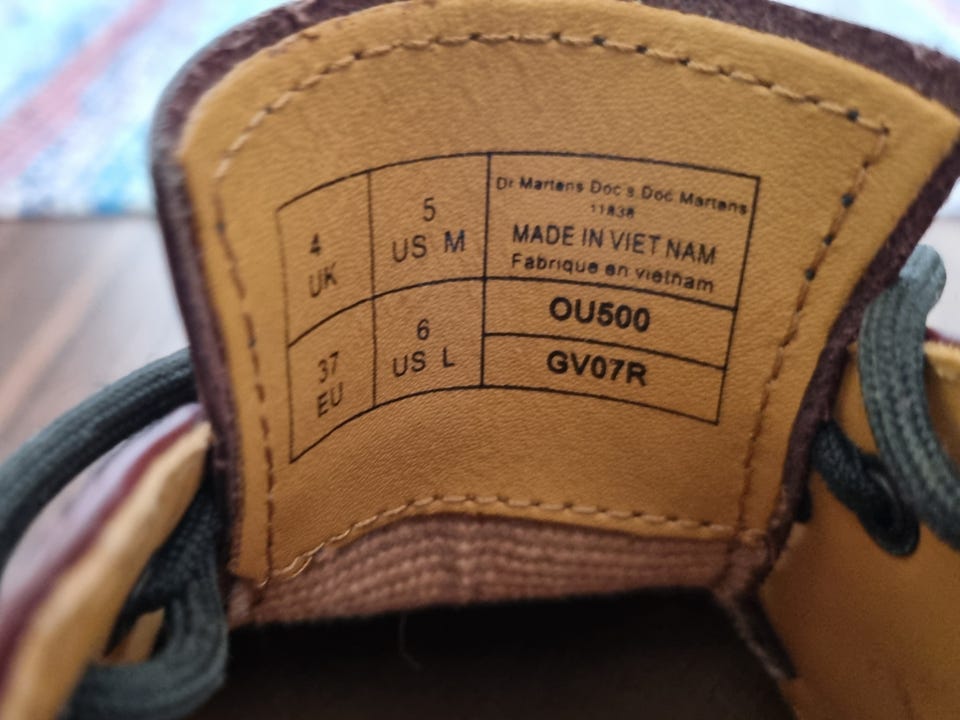 4
UK
5
US M
Dr Martens Doc's Doc Martens
11838
MADE IN VIET NAM
Fabrique en vietnam
37
EU
6
US L
OU500
GV07R